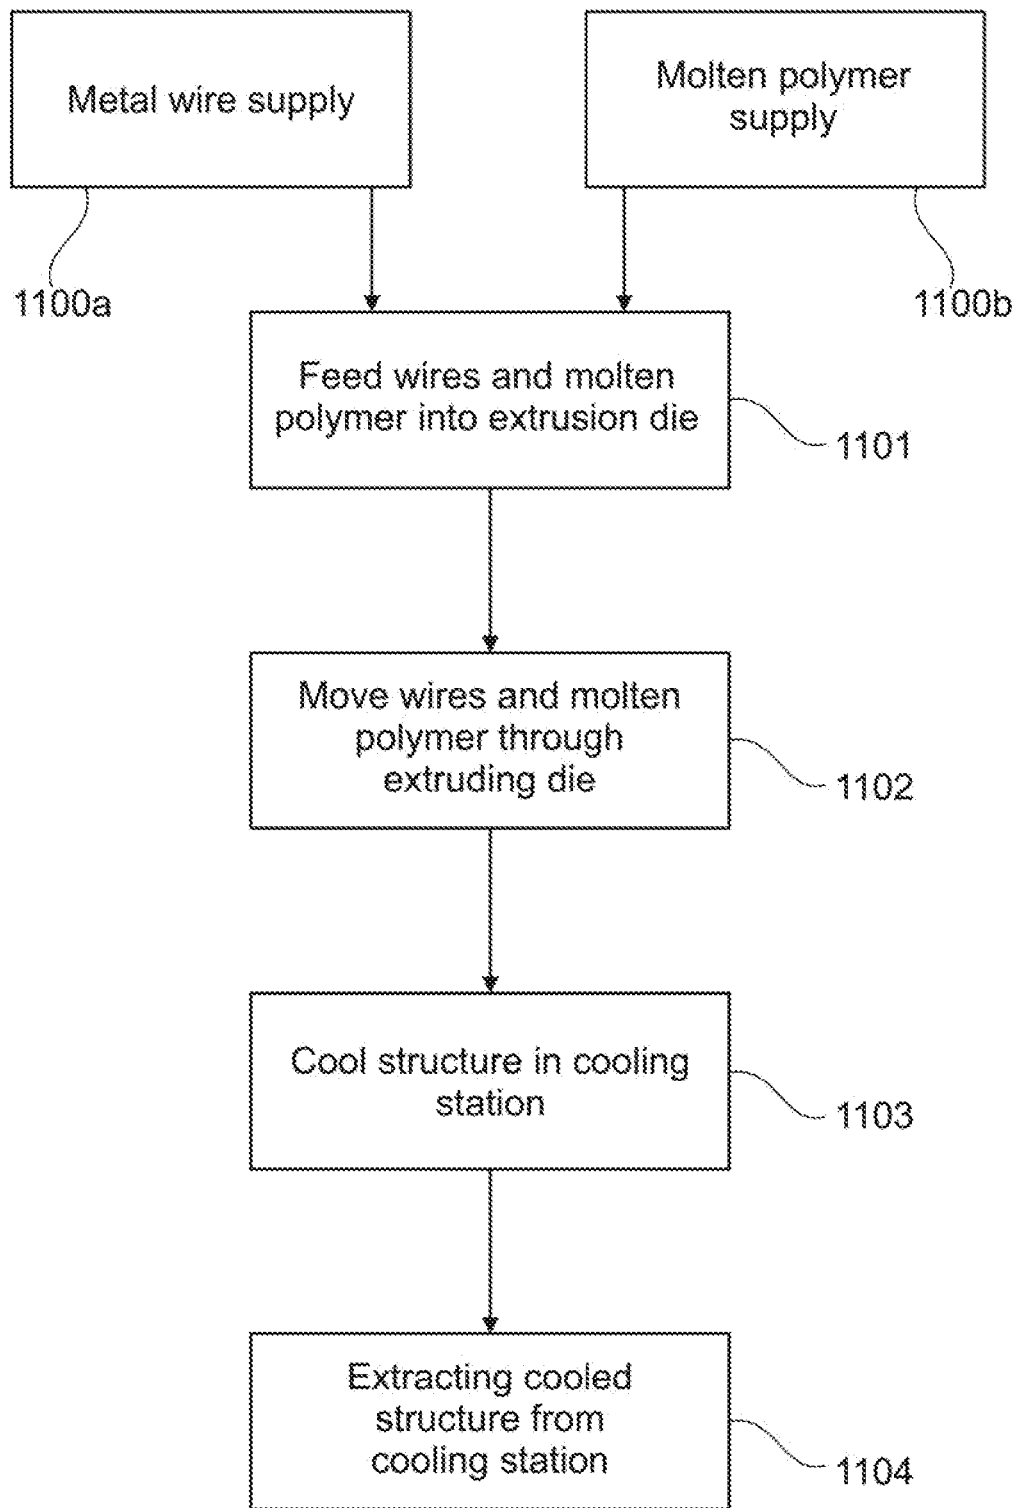 Metal wire supply
Molten polymer
supply
1100a
1100b
Feed wires and molten
polymer into extrusion die
1101
Move wires and molten
polymer through
extruding die
1102
Cool structure in cooling
station
1103
Extracting cooled
structure from
cooling station
1104